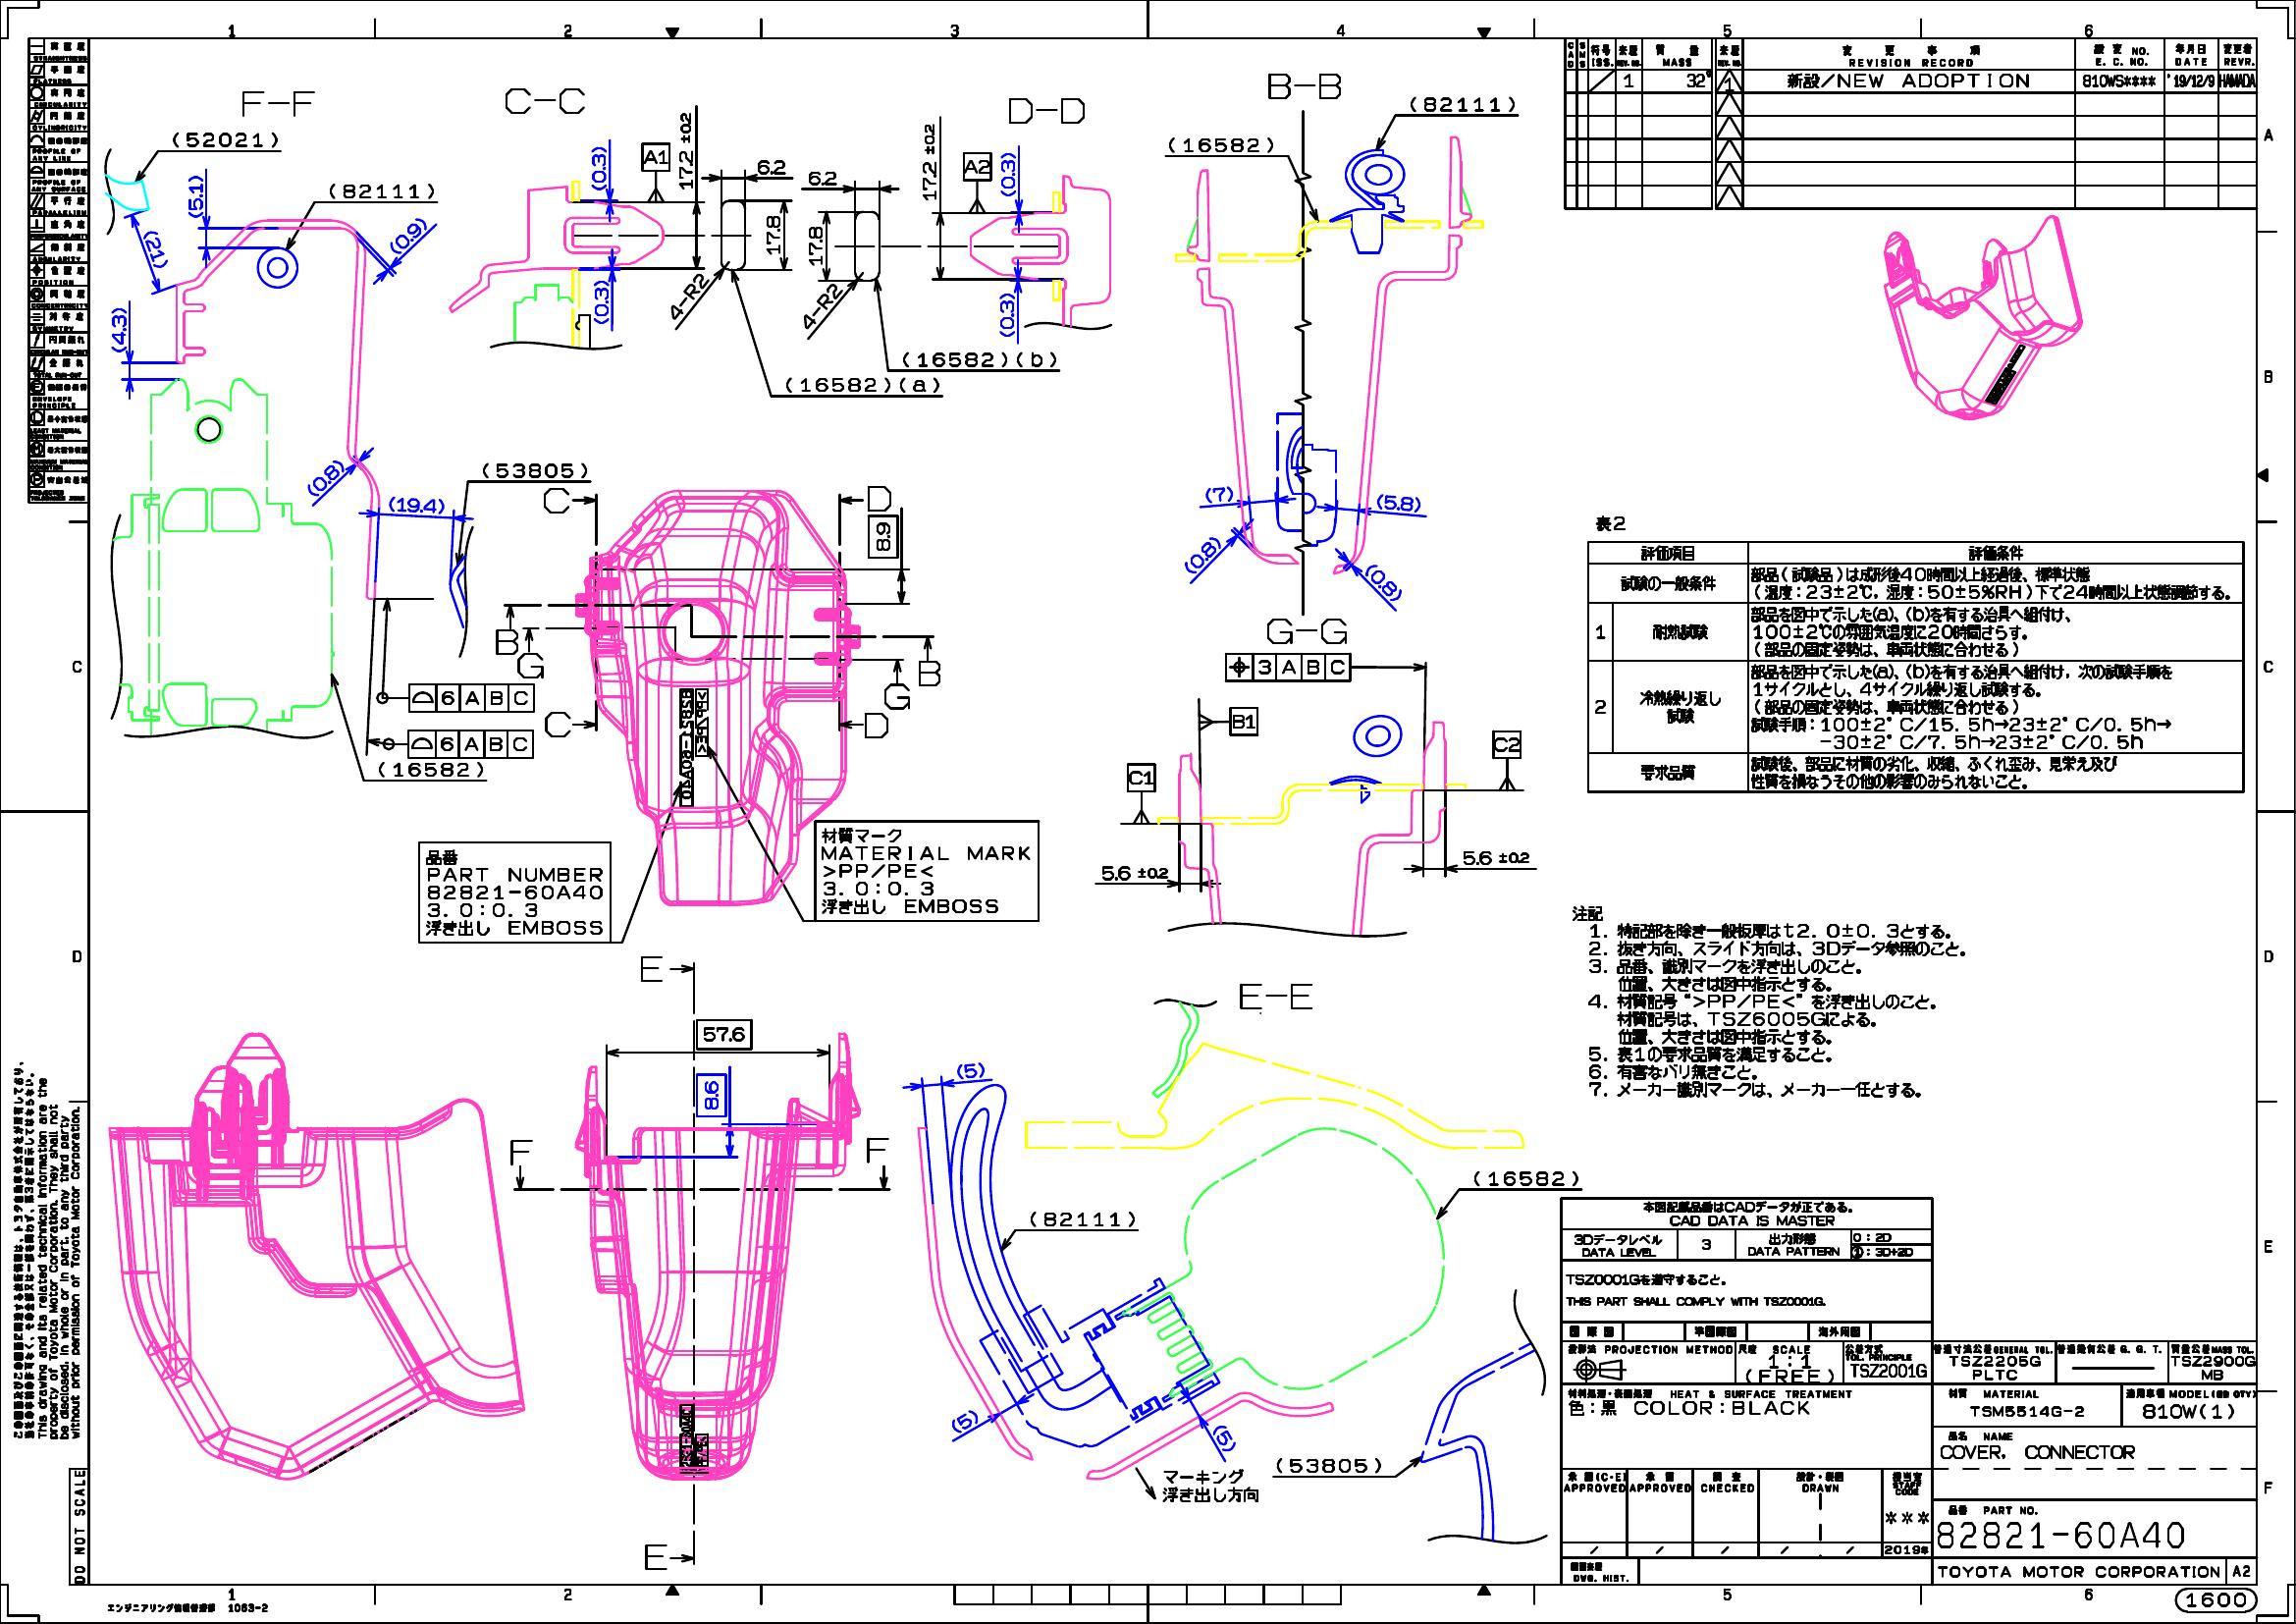 F-F
(52021)
(5.1)
(82111)
(0.9)
(21)
(4.3)
(0.8)
(19.4)
(53805)
⌓ 6 A B C
⌓ 6 A B C
(16582)
C-C
A1
(0.3)
17.2 ±0.2
6.2
17.8
4-R2
(0.3)
(16582)(a)
D-D
6.2
17.8
17.2 ±0.2
A2
(0.3)
4-R2
(0.3)
(16582)(b)
B-B
(82111)
(16582)
(7)
(5.8)
(0.8)
(0.8)
G-G
⌖ 3 A B C
B1
C1
C2
5.6 ±0.2
5.6 ±0.2
C
D
8.9
B
G
B
G
C
D
82821-60A40
>PP/PE<
品番
PART NUMBER
82821-60A40
3.0:0.3
浮き出し EMBOSS
材質マーク
MATERIAL MARK
>PP/PE<
3.0:0.3
浮き出し EMBOSS
E
57.6
8.6
F
F
E
E-E
(5)
(82111)
(16582)
(5)
(5)
(53805)
マーキング
浮き出し方向
符号 ISS.
来歴
質量 MASS
来歴
変更事項 REVISION RECORD
設変 NO. E. C. NO.
年月日 DATE
変更者 REVR.
1 32 1 新設/NEW ADOPTION 810WS**** '19/12/9 HAMADA
表2
評価項目 評価条件
試験の一般条件
部品(試験品)は成形後40時間以上経過後、標準状態
(温度:23±2℃, 湿度:50±5%RH)下で24時間以上状態調節する。
1 耐熱試験
部品を図中で示した(a)、(b)を有する治具へ組付け、
100±2℃の雰囲気温度に20時間さらす。
(部品の固定姿勢は、車両状態に合わせる)
2 冷熱繰り返し試験
部品を図中で示した(a)、(b)を有する治具へ組付け, 次の試験手順を
1サイクルとし、4サイクル繰り返し試験する。
(部品の固定姿勢は、車両状態に合わせる)
試験手順:100±2°C/15.5h→23±2°C/0.5h→
-30±2°C/7.5h→23±2°C/0.5h
要求品質
試験後、部品に材質の劣化、収縮、ふくれ歪み、見栄え及び
性質を損なうその他の影響のみられないこと。
注記
1. 特記部を除き一般板厚はt2.0±0.3とする。
2. 抜き方向、スライド方向は、3Dデータ参照のこと。
3. 品番、識別マークを浮き出しのこと。
位置、大きさは図中指示とする。
4. 材質記号 ">PP/PE<" を浮き出しのこと。
材質記号は、TSZ6005Gによる。
位置、大きさは図中指示とする。
5. 表1の要求品質を満足すること。
6. 有害なバリ無きこと。
7. メーカー識別マークは、メーカー一任とする。
本図記載品番はCADデータが正である。
CAD DATA IS MASTER
3Dデータレベル DATA LEVEL
3
出力形態 DATA PATTERN
0:2D
①:3D+2D
TSZ0001Gを遵守すること。
THIS PART SHALL COMPLY WITH TSZ0001G.
投影法 PROJECTION METHOD
尺度 SCALE
1:1
(FREE)
公差方式 TOL. PRINCIPLE
TSZ2001G
普通寸法公差 GENERAL TOL.
TSZ2205G
PLTC
普通幾何公差 G. G. T.
質量公差 MASS TOL.
TSZ2900G
MB
材料処理・表面処理 HEAT & SURFACE TREATMENT
色:黒 COLOR:BLACK
材質 MATERIAL
TSM5514G-2
適用車種 MODEL
810W(1)
品名 NAME
COVER, CONNECTOR
承認(C-E) APPROVED
承認 APPROVED
調査 CHECKED
設計・製図 DRAWN
担当者 STAFF CODE
***
2019
品番 PART NO.
82821-60A40
TOYOTA MOTOR CORPORATION A2
DWG. HIST.
1600
This drawing and its related technical information are the
property of Toyota Motor Corporation. They shall not
be disclosed, in whole or in part, to any third party
without prior permission of Toyota Motor Corporation.
DO NOT SCALE
1063-2
1 2 3 4 5 6
A
B
C
D
E
F
C
D
1 2 5 6